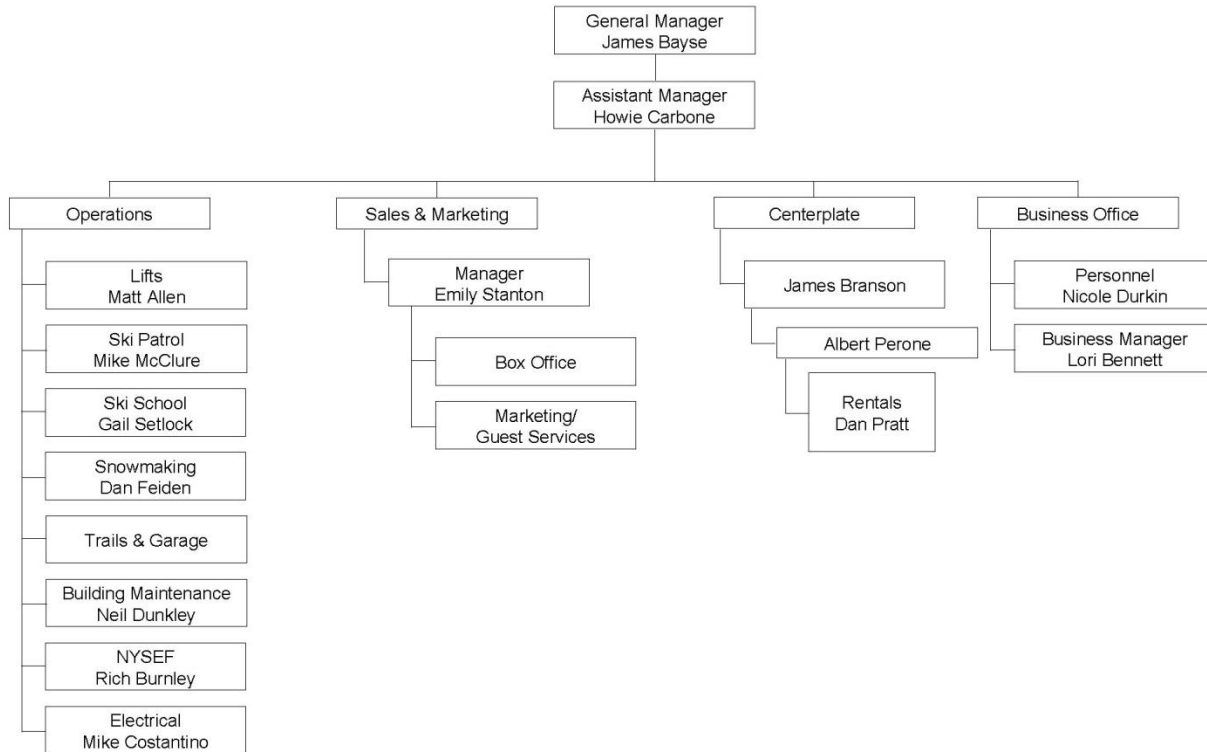 General Manager
James Bayse
Assistant Manager
Howie Carbone
Operations
Lifts
Matt Allen
Ski Patrol
Mike McClure
Ski School
Gail Setlock
Snowmaking
Dan Feiden
Trails & Garage
Building Maintenance
Neil Dunkley
NYSEF
Rich Burnley
Electrical
Mike Costantino
Sales & Marketing
Manager
Emily Stanton
Box Office
Marketing/
Guest Services
Centerplate
James Branson
Albert Perone
Rentals
Dan Pratt
Business Office
Personnel
Nicole Durkin
Business Manager
Lori Bennett